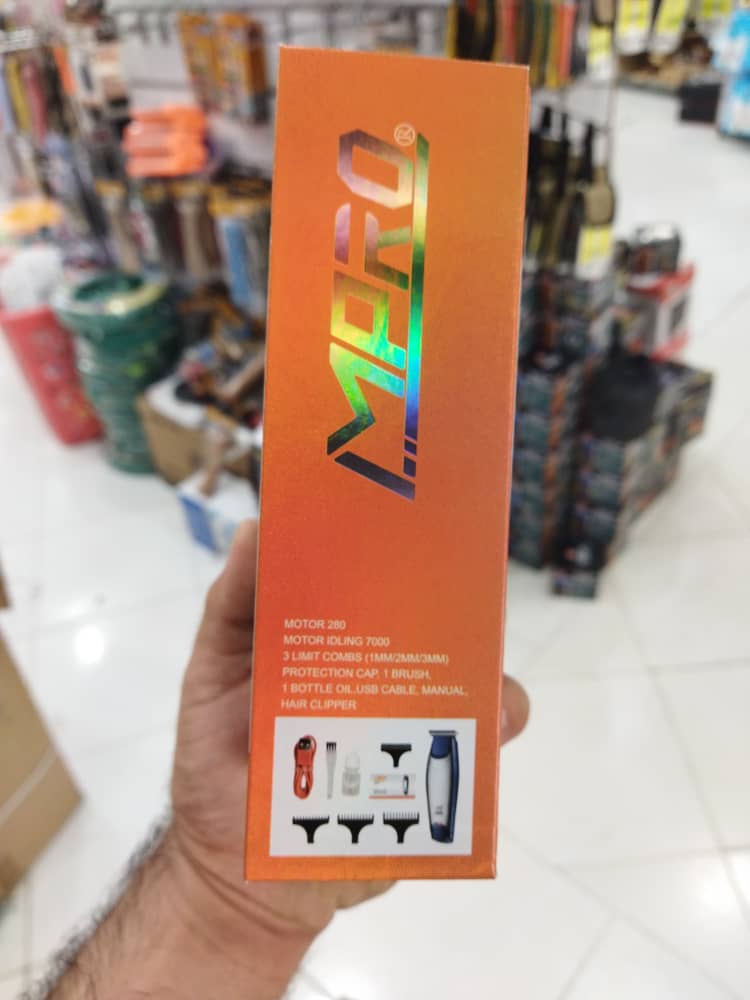 MPRO
MOTOR 280
MOTOR IDLING 7000
3 LIMIT COMBS (1MM/2MM/3MM)
PROTECTION CAP, 1 BRUSH,
1 BOTTLE OIL.USB CABLE, MANUAL,
HAIR CLIPPER